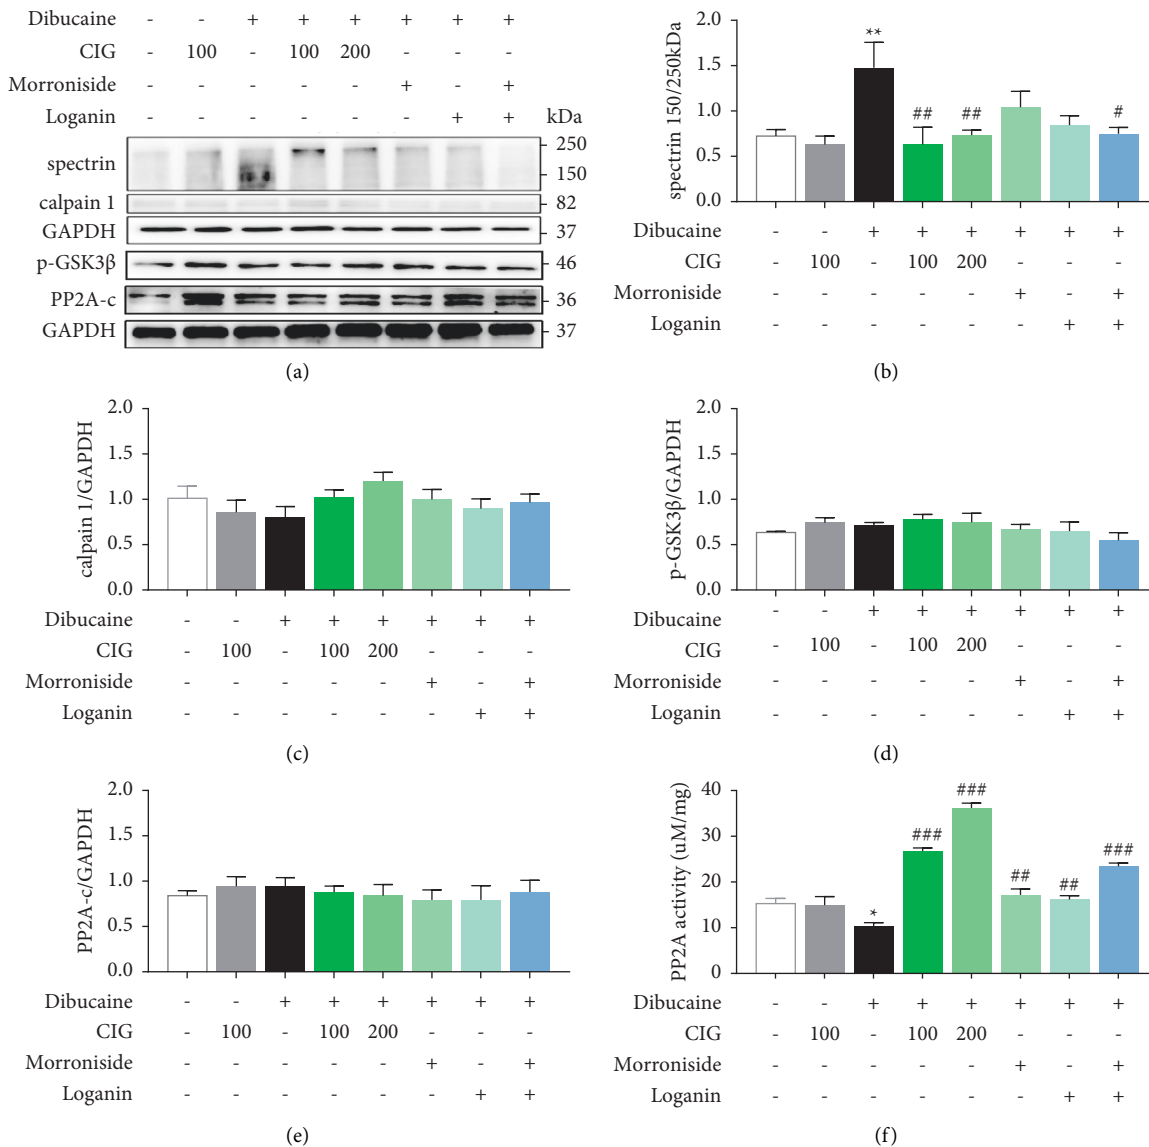 Dibucaine - - + + + + + +
CIG - 100 - 100 200 - - -
Morroniside - - - - - + - +
Loganin - - - - - - + + kDa
spectrin 250
150
calpain 1 82
GAPDH 37
p-GSK3β 46
PP2A-c 36
GAPDH 37
(a)
spectrin 150/250kDa
2.0
1.5
1.0
0.5
0.0
** ## ## #
Dibucaine - - + + + + + +
CIG - 100 - 100 200 - - -
Morroniside - - - - - + - +
Loganin - - - - - - + +
(b)
calpain 1/GAPDH
2.0
1.5
1.0
0.5
0.0
Dibucaine - - + + + + + +
CIG - 100 - 100 200 - - -
Morroniside - - - - - + - +
Loganin - - - - - - + +
(c)
p-GSK3β/GAPDH
2.0
1.5
1.0
0.5
0.0
Dibucaine - - + + + + + +
CIG - 100 - 100 200 - - -
Morroniside - - - - - + - +
Loganin - - - - - - + +
(d)
PP2A-c/GAPDH
2.0
1.5
1.0
0.5
0.0
Dibucaine - - + + + + + +
CIG - 100 - 100 200 - - -
Morroniside - - - - - + - +
Loganin - - - - - - + +
(e)
PP2A activity (uM/mg)
40
30
20
10
0
* ### ### ## ## ###
Dibucaine - - + + + + + +
CIG - 100 - 100 200 - - -
Morroniside - - - - - + - +
Loganin - - - - - - + +
(f)